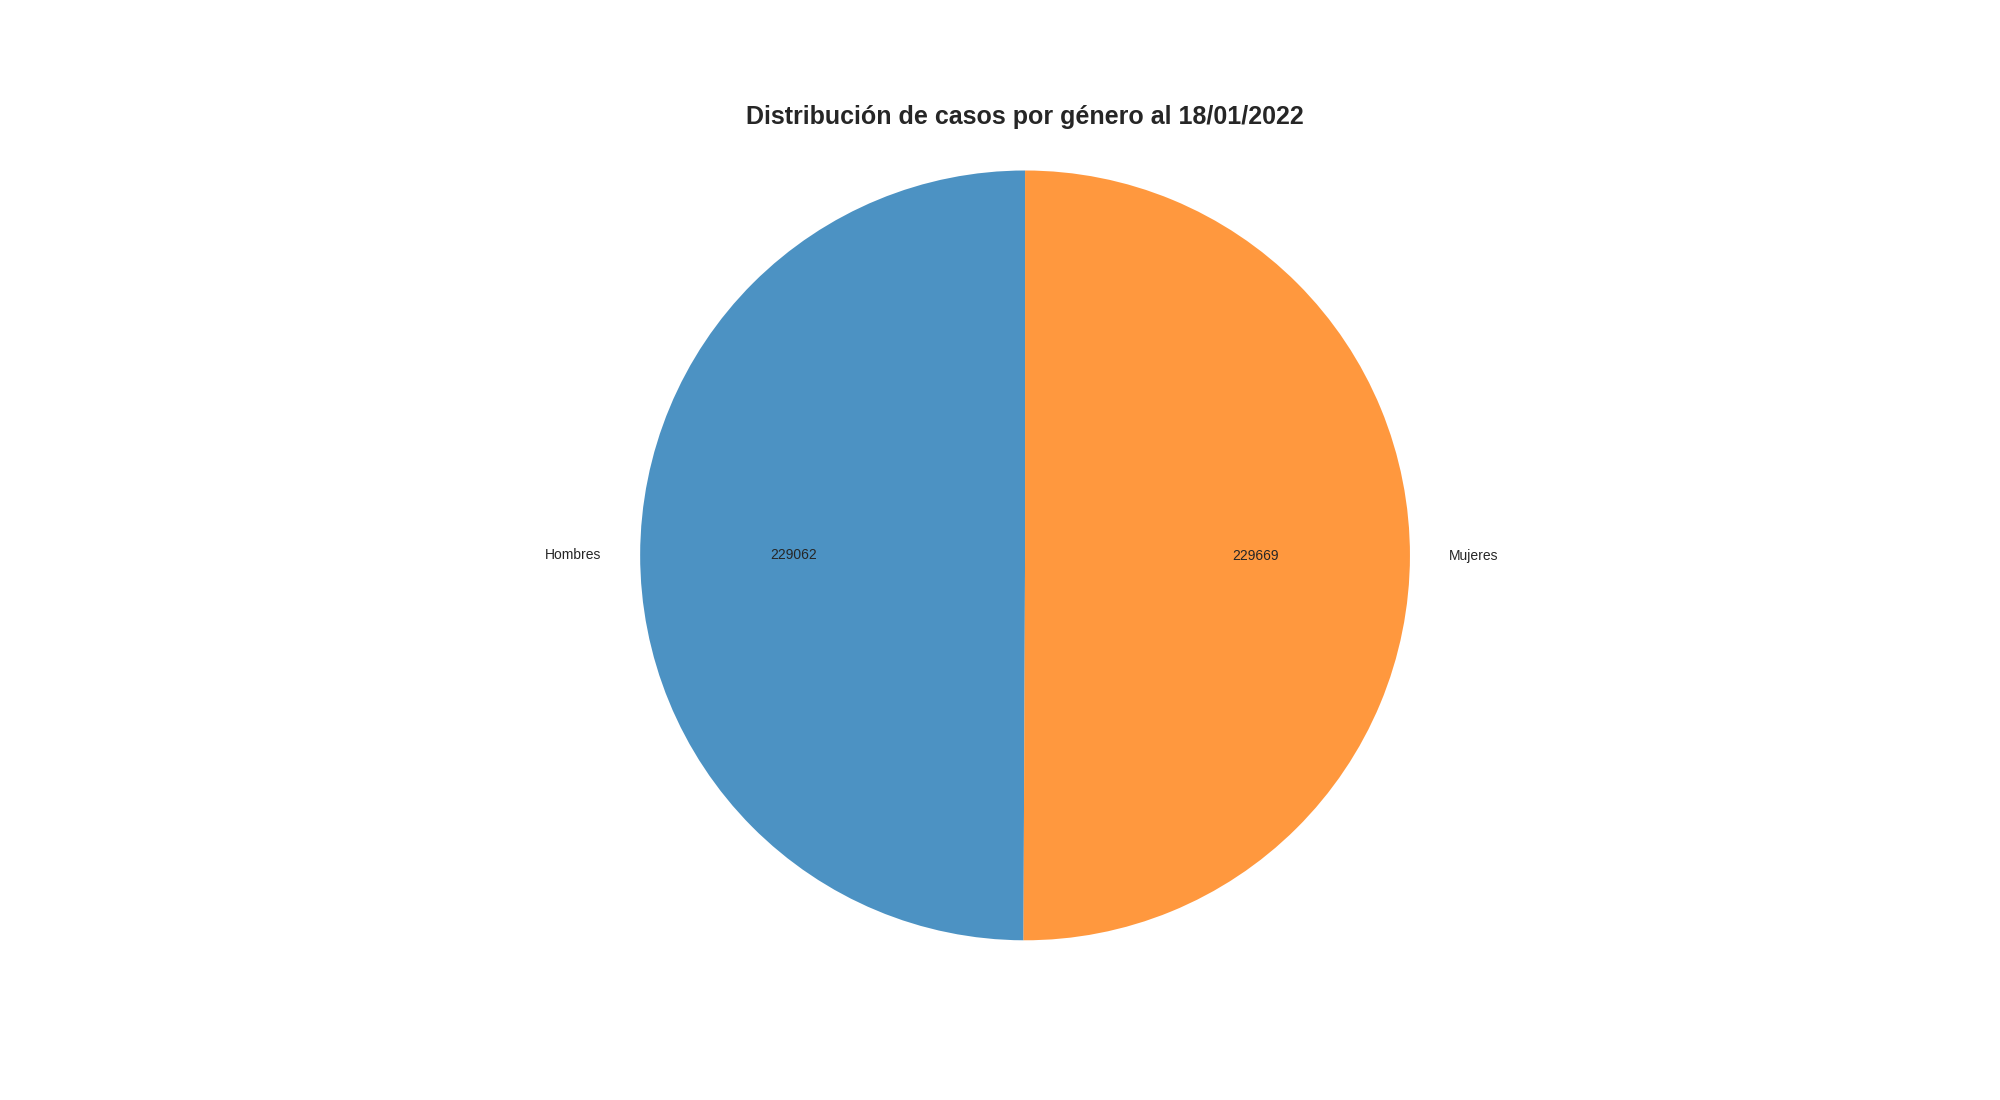 Distribución de casos por género al 18/01/2022
Hombres
229062
229669
Mujeres